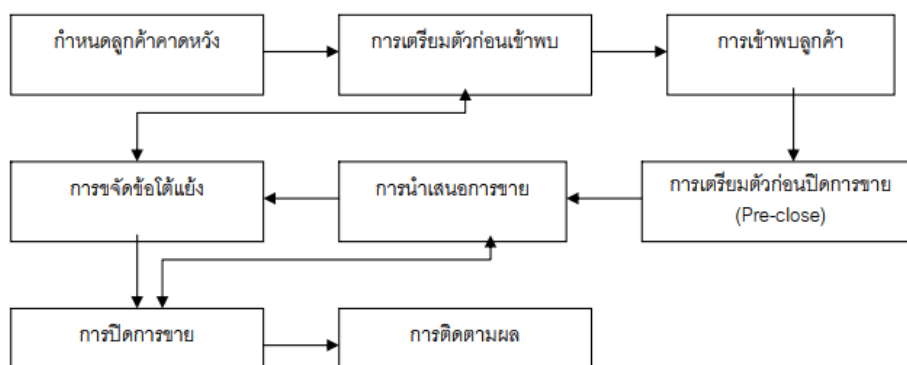 กำหนดลูกค้าคาดหวัง
การเตรียมตัวก่อนเข้าพบ
การเข้าพบลูกค้า
การขจัดข้อโต้แย้ง
การนำเสนอการขาย
การเตรียมตัวก่อนปิดการขาย
(Pre-close)
การปิดการขาย
การติดตามผล